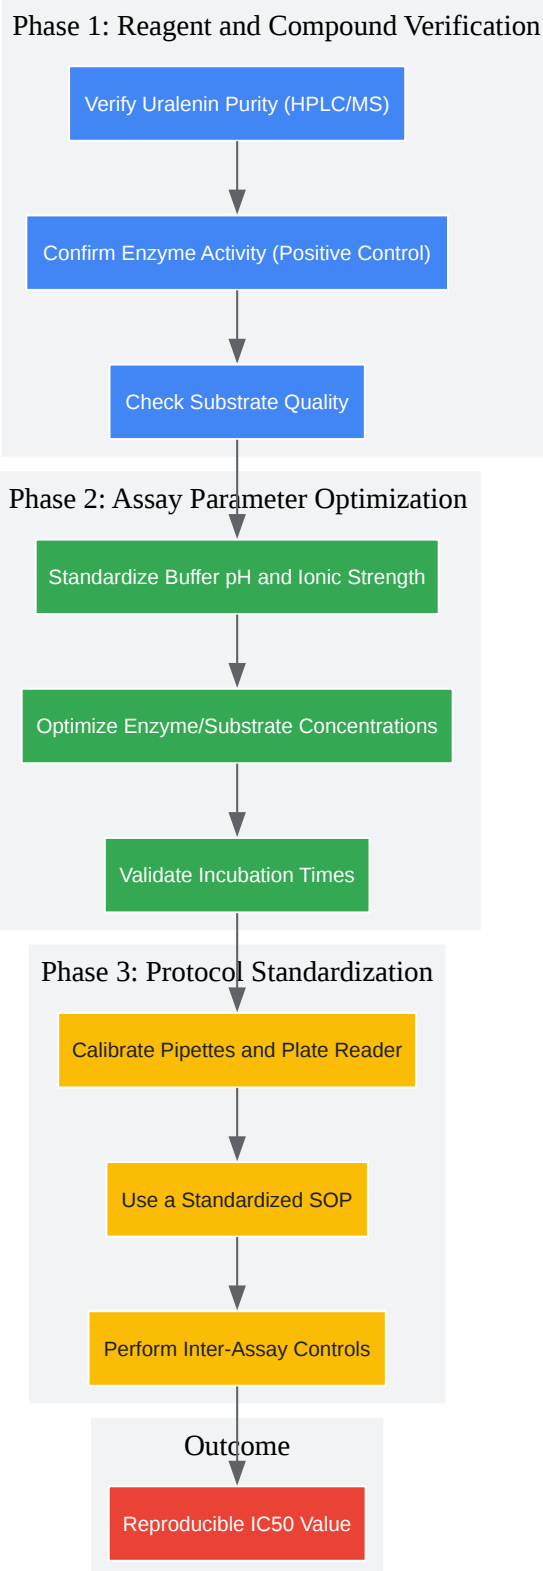 Phase 1: Reagent and Compound Verification
Verify Uralenin Purity (HPLC/MS)
Confirm Enzyme Activity (Positive Control)
Check Substrate Quality
Phase 2: Assay Parameter Optimization
Standardize Buffer pH and Ionic Strength
Optimize Enzyme/Substrate Concentrations
Validate Incubation Times
Phase 3: Protocol Standardization
Calibrate Pipettes and Plate Reader
Use a Standardized SOP
Perform Inter-Assay Controls
Outcome
Reproducible IC50 Value